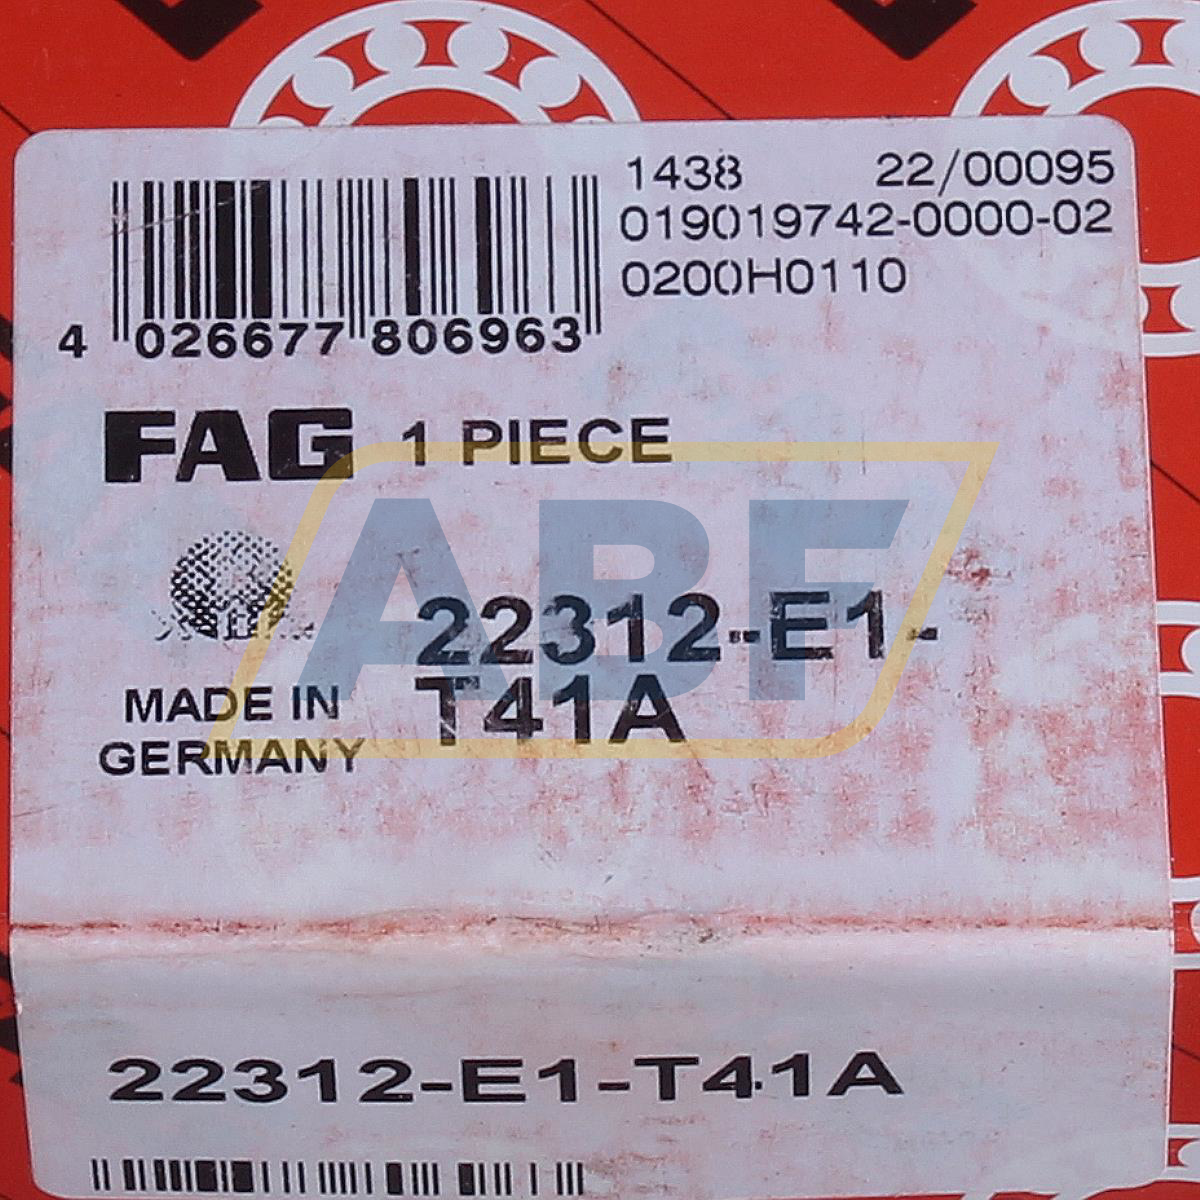 1438 22/00095
019019742-0000-02
0200H0110
4 026677 806963
FAG 1 PIECE
ABF
22312-E1-
T41A
MADE IN
GERMANY
22312-E1-T41A